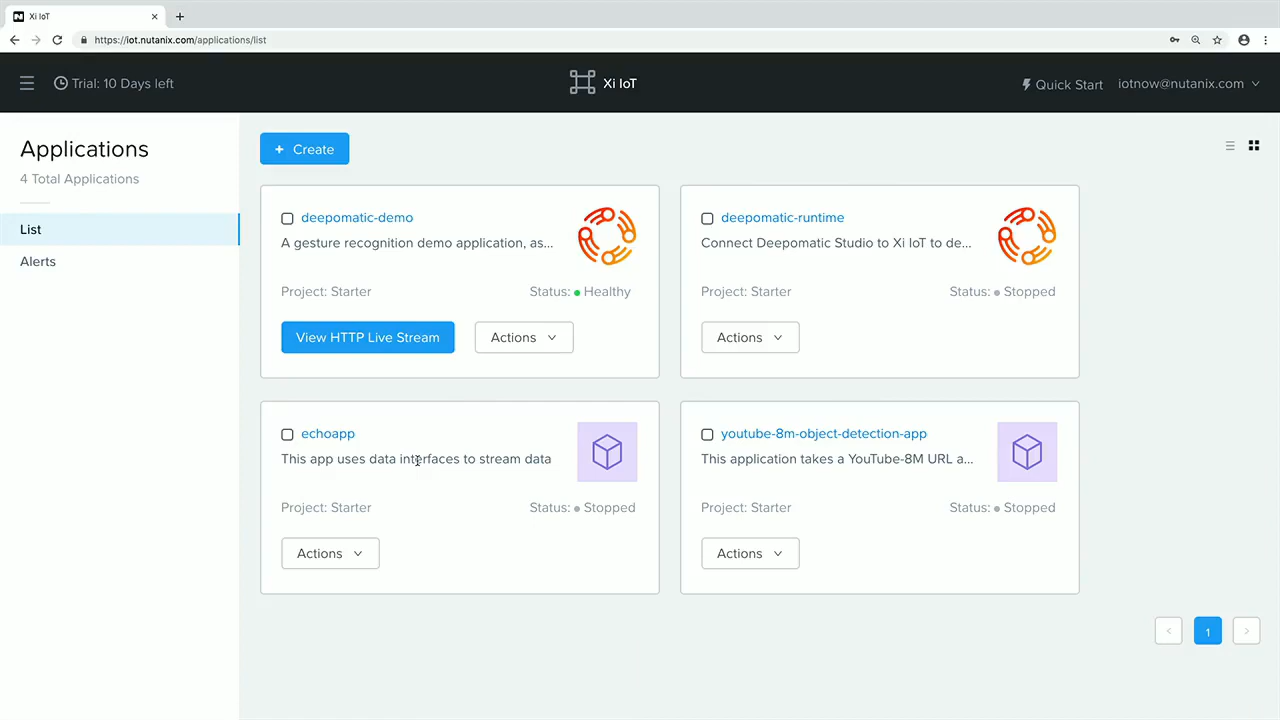 Xi IoT
https://iot.nutanix.com/applications/list
Trial: 10 Days left
Xi IoT
Quick Start
iotnow@nutanix.com
Applications
4 Total Applications
List
Alerts
+ Create
deepomatic-demo
A gesture recognition demo application, as...
Project: Starter
Status: Healthy
View HTTP Live Stream
Actions
deepomatic-runtime
Connect Deepomatic Studio to Xi IoT to de...
Project: Starter
Status: Stopped
Actions
echoapp
This app uses data interfaces to stream data
Project: Starter
Status: Stopped
Actions
youtube-8m-object-detection-app
This application takes a YouTube-8M URL a...
Project: Starter
Status: Stopped
Actions
< 1 >